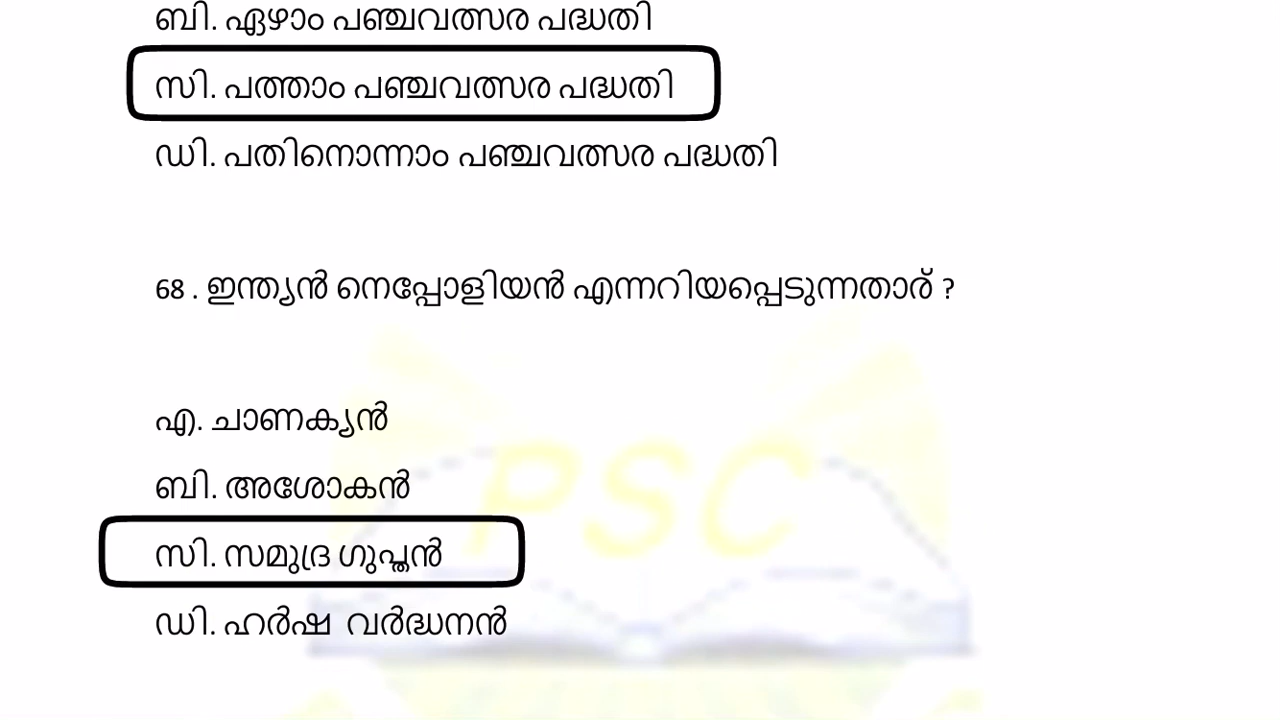 ബി. ഏഴാം പഞ്ചവത്സര പദ്ധതി
സി. പത്താം പഞ്ചവത്സര പദ്ധതി
ഡി. പതിനൊന്നാം പഞ്ചവത്സര പദ്ധതി
68 . ഇന്ത്യൻ നെപ്പോളിയൻ എന്നറിയപ്പെടുന്നതാര് ?
എ. ചാണക്യൻ
ബി. അശോകൻ
PSC
സി. സമുദ്ര ഗുപ്തൻ
ഡി. ഹർഷ വർദ്ധനൻ